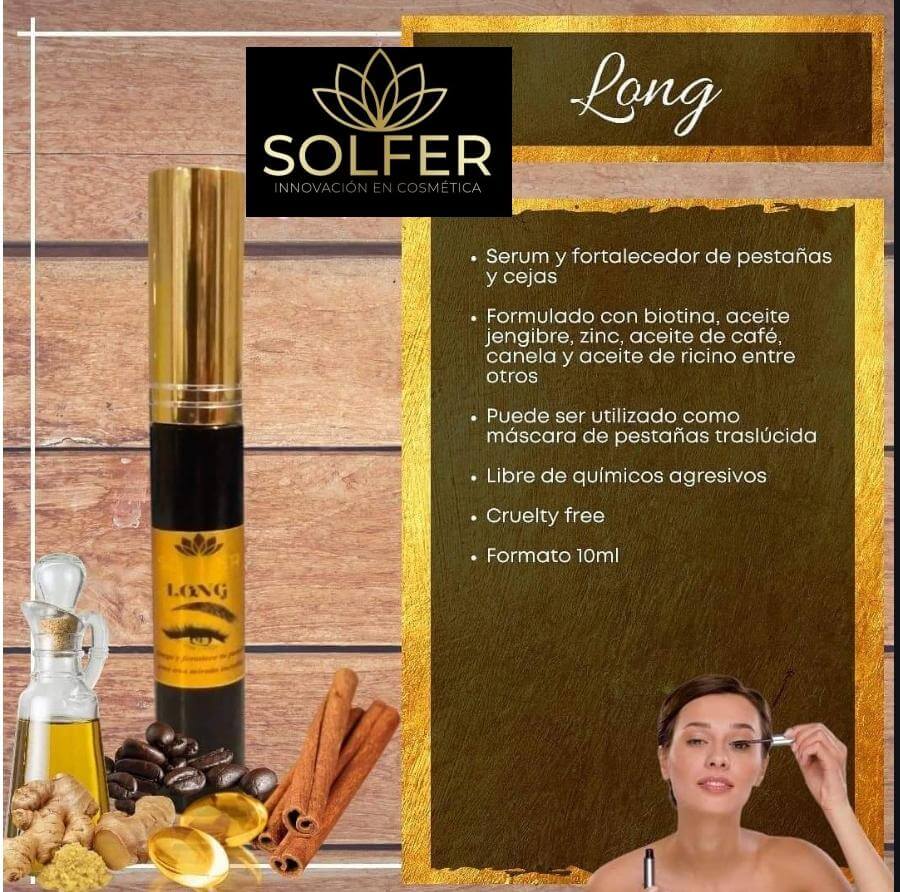 Long
SOLFER
INNOVACIÓN EN COSMÉTICA
• Serum y fortalecedor de pestañas
y cejas
• Formulado con biotina, aceite
jengibre, zinc, aceite de café,
canela y aceite de ricino entre
otros
• Puede ser utilizado como
máscara de pestañas traslúcida
• Libre de químicos agresivos
• Cruelty free
• Formato 10ml
LONG